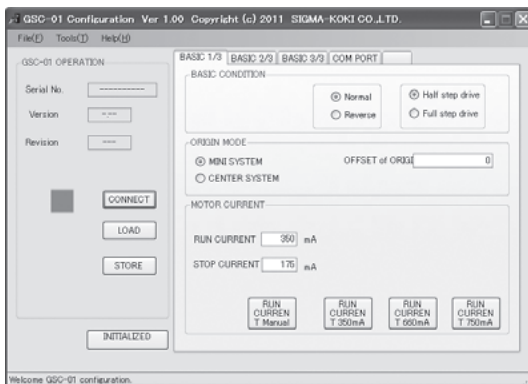 GSC-01 Configuration Ver 1.00 Copyright (c) 2011 SIGMA-KOKI CO.,LTD.
File(F) Tools(T) Help(H)
GSC-01 OPERATION
Serial No. ----------
Version -.--
Revision ---
CONNECT
LOAD
STORE
INITIALIZED
BASIC 1/3 BASIC 2/3 BASIC 3/3 COM PORT
BASIC CONDITION
Normal
Reverse
Half step drive
Full step drive
ORIGIN MODE
MINI SYSTEM
CENTER SYSTEM
OFFSET of ORIGI 0
MOTOR CURRENT
RUN CURRENT 350 mA
STOP CURRENT 175 mA
RUN
CURREN
T Manual
RUN
CURREN
T 350mA
RUN
CURREN
T 660mA
RUN
CURREN
T 750mA
Welcome GSC-01 configuration.